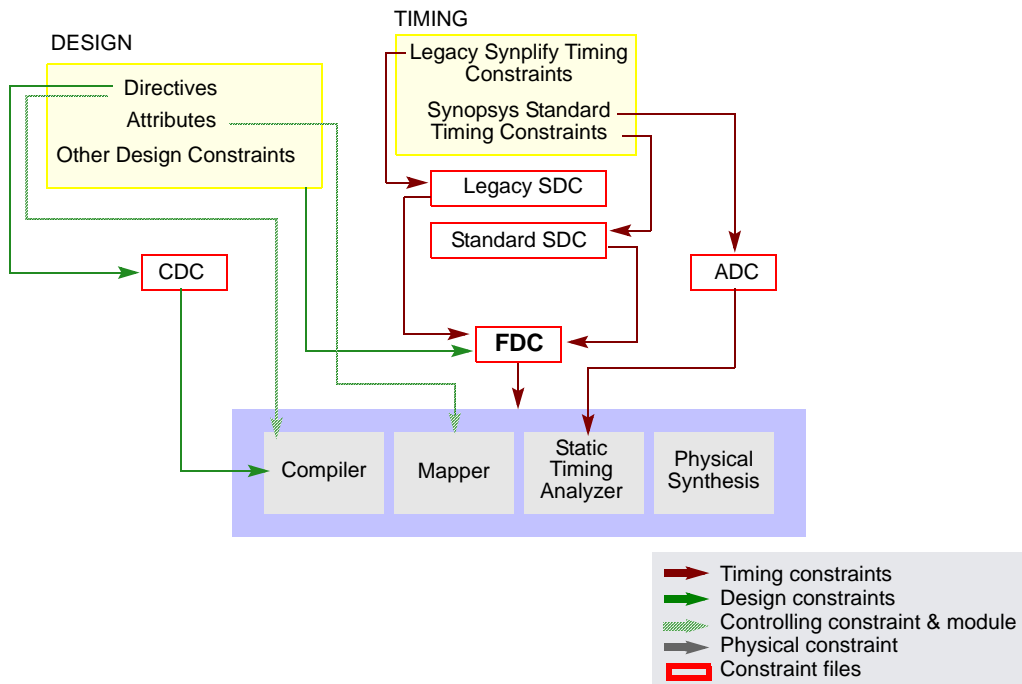 TIMING
DESIGN
Legacy Synplify Timing
Constraints
Directives
Synopsys Standard
Timing Constraints
Attributes
Other Design Constraints
Legacy SDC
Standard SDC
CDC
ADC
FDC
Compiler
Mapper
Static
Timing
Analyzer
Physical
Synthesis
Timing constraints
Design constraints
Controlling constraint & module
Physical constraint
Constraint files